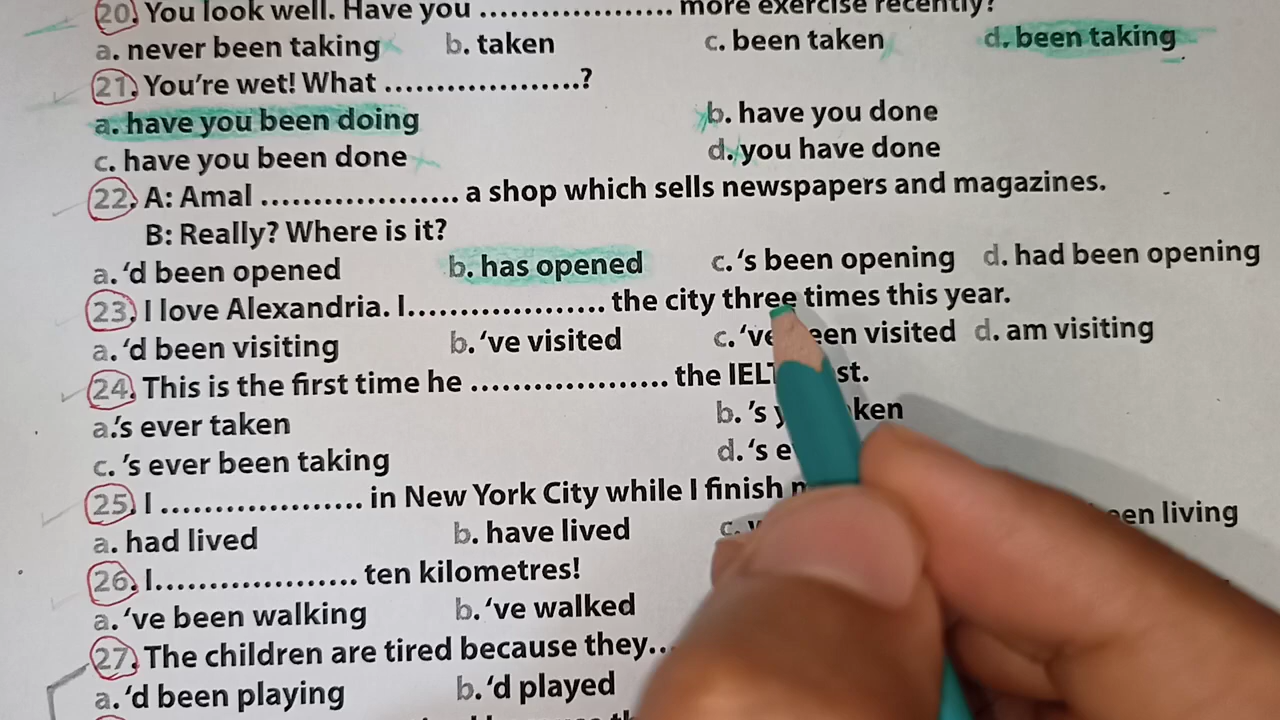 20. You look well. Have you .................... more exercise recently?
a. never been taking b. taken c. been taken d. been taking
21. You're wet! What ....................?
a. have you been doing b. have you done
c. have you been done d. you have done
22. A: Amal .................... a shop which sells newspapers and magazines.
B: Really? Where is it?
a. 'd been opened b. has opened c. 's been opening d. had been opening
23. I love Alexandria. I.................... the city three times this year.
a. 'd been visiting b. 've visited c. 've been visited d. am visiting
24. This is the first time he .................... the
a.'s ever taken b. 's
c. 's ever been taking d. 's
25. I .................... in New York City while I finish
a. had lived b. have lived c. living
26. I.................... ten kilometres!
a. 've been walking b. 've walked
27. The children are tired because they...
a. 'd been playing b. 'd played